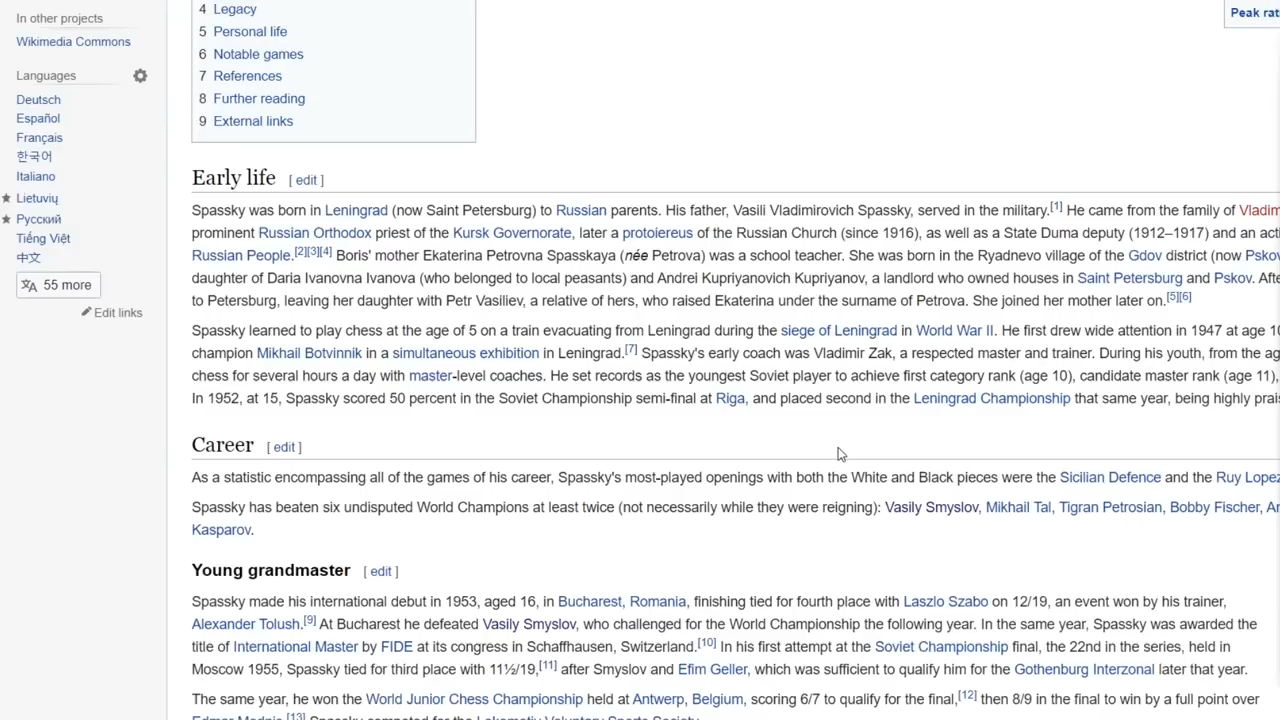 In other projects
Wikimedia Commons
Languages
Deutsch
Español
Français
한국어
Italiano
Lietuvių
Русский
Tiếng Việt
中文
55 more
Edit links
4 Legacy
5 Personal life
6 Notable games
7 References
8 Further reading
9 External links
Peak rat
Early life [ edit ]
Spassky was born in Leningrad (now Saint Petersburg) to Russian parents. His father, Vasili Vladimirovich Spassky, served in the military.[1] He came from the family of Vladim
prominent Russian Orthodox priest of the Kursk Governorate, later a protoiereus of the Russian Church (since 1916), as well as a State Duma deputy (1912–1917) and an acti
Russian People.[2][3][4] Boris' mother Ekaterina Petrovna Spasskaya (née Petrova) was a school teacher. She was born in the Ryadnevo village of the Gdov district (now Psko
daughter of Daria Ivanovna Ivanova (who belonged to local peasants) and Andrei Kupriyanovich Kupriyanov, a landlord who owned houses in Saint Petersburg and Pskov. Afte
to Petersburg, leaving her daughter with Petr Vasiliev, a relative of hers, who raised Ekaterina under the surname of Petrova. She joined her mother later on.[5][6]
Spassky learned to play chess at the age of 5 on a train evacuating from Leningrad during the siege of Leningrad in World War II. He first drew wide attention in 1947 at age 10
champion Mikhail Botvinnik in a simultaneous exhibition in Leningrad.[7] Spassky's early coach was Vladimir Zak, a respected master and trainer. During his youth, from the ag
chess for several hours a day with master-level coaches. He set records as the youngest Soviet player to achieve first category rank (age 10), candidate master rank (age 11),
In 1952, at 15, Spassky scored 50 percent in the Soviet Championship semi-final at Riga, and placed second in the Leningrad Championship that same year, being highly prais
Career [ edit ]
As a statistic encompassing all of the games of his career, Spassky's most-played openings with both the White and Black pieces were the Sicilian Defence and the Ruy Lopez
Spassky has beaten six undisputed World Champions at least twice (not necessarily while they were reigning): Vasily Smyslov, Mikhail Tal, Tigran Petrosian, Bobby Fischer, An
Kasparov.
Young grandmaster [ edit ]
Spassky made his international debut in 1953, aged 16, in Bucharest, Romania, finishing tied for fourth place with Laszlo Szabo on 12/19, an event won by his trainer,
Alexander Tolush.[9] At Bucharest he defeated Vasily Smyslov, who challenged for the World Championship the following year. In the same year, Spassky was awarded the
title of International Master by FIDE at its congress in Schaffhausen, Switzerland.[10] In his first attempt at the Soviet Championship final, the 22nd in the series, held in
Moscow 1955, Spassky tied for third place with 11½/19,[11] after Smyslov and Efim Geller, which was sufficient to qualify him for the Gothenburg Interzonal later that year.
The same year, he won the World Junior Chess Championship held at Antwerp, Belgium, scoring 6/7 to qualify for the final,[12] then 8/9 in the final to win by a full point over
Edmar Mednis.[13] Spassky competed for the Lokomotiv Voluntary Sports Society.